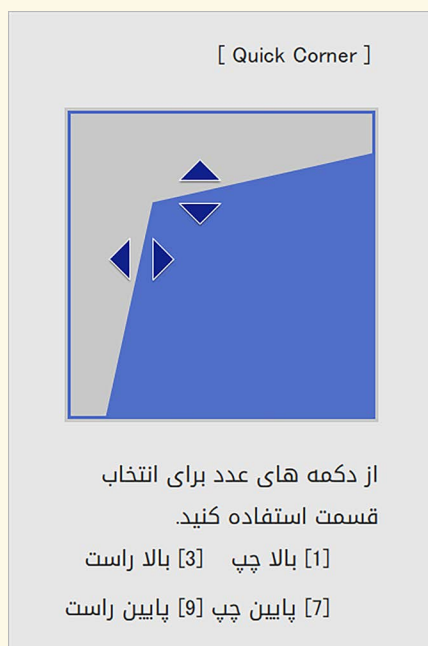 [ Quick Corner ]
از دکمه های عدد برای انتخاب
قسمت استفاده کنید.
[1] بالا چپ [3] بالا راست
[7] پایین چپ [9] پایین راست